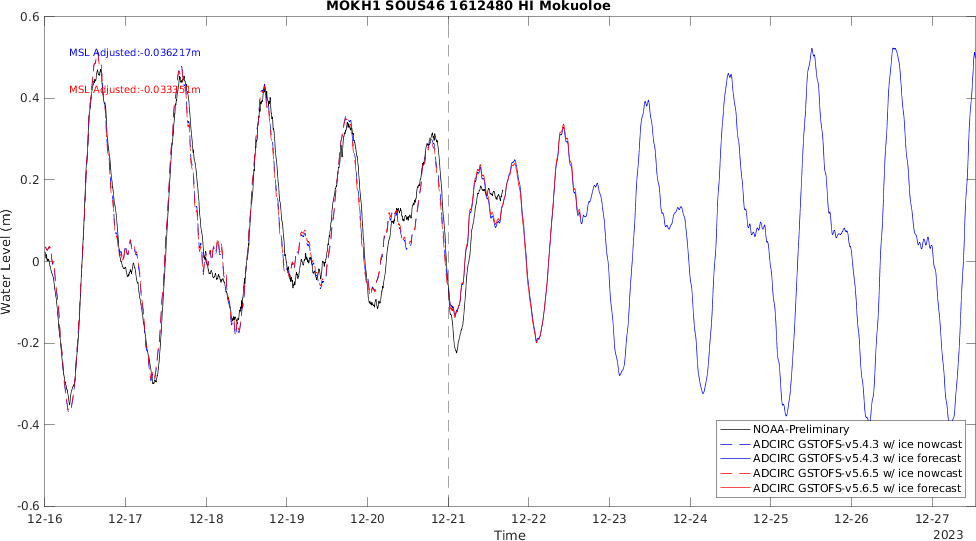 MOKH1 SOUS46 1612480 HI Mokuoloe
0.6
MSL Adjusted:-0.036217m
MSL Adjusted:-0.033351m
0.4
0.2
0
-0.2
-0.4
-0.6
Water Level (m)
NOAA-Preliminary
ADCIRC GSTOFS-v5.4.3 w/ ice nowcast
ADCIRC GSTOFS-v5.4.3 w/ ice forecast
ADCIRC GSTOFS-v5.6.5 w/ ice nowcast
ADCIRC GSTOFS-v5.6.5 w/ ice forecast
12-16 12-17 12-18 12-19 12-20 12-21 12-22 12-23 12-24 12-25 12-26 12-27
Time
2023